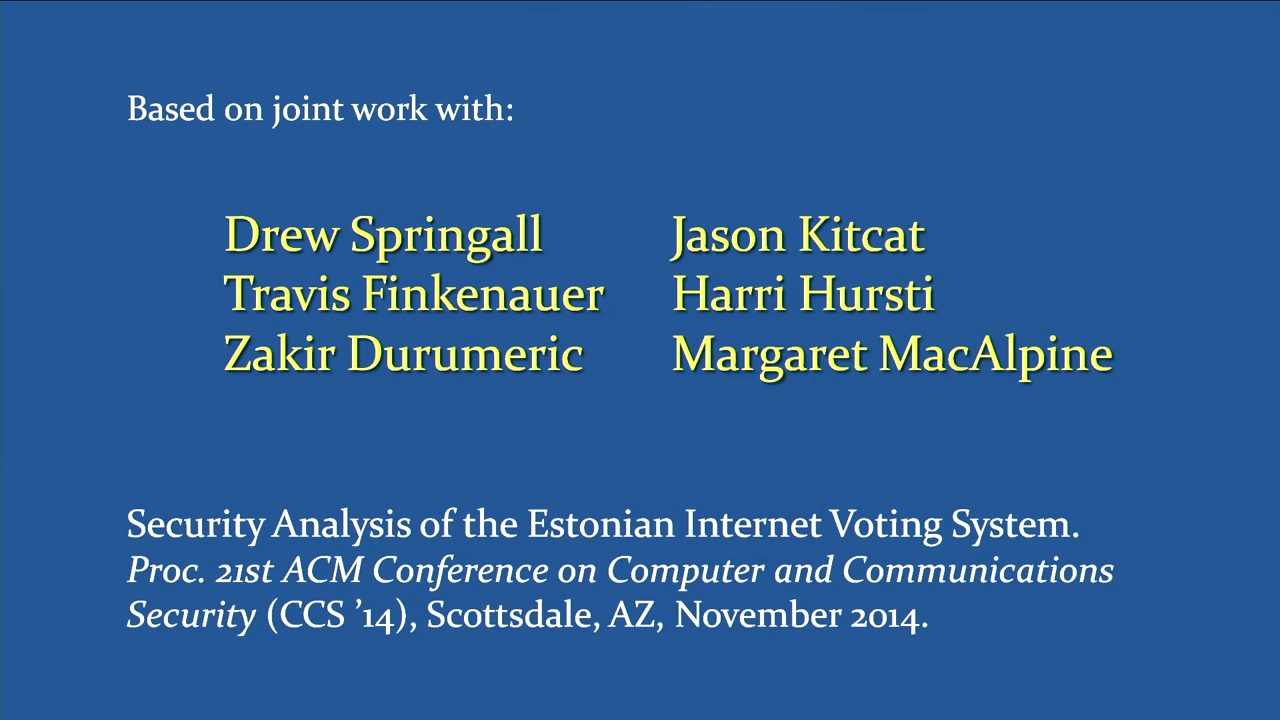 Based on joint work with:
Drew Springall
Travis Finkenauer
Zakir Durumeric
Jason Kitcat
Harri Hursti
Margaret MacAlpine
Security Analysis of the Estonian Internet Voting System.
Proc. 21st ACM Conference on Computer and Communications
Security (CCS ’14), Scottsdale, AZ, November 2014.